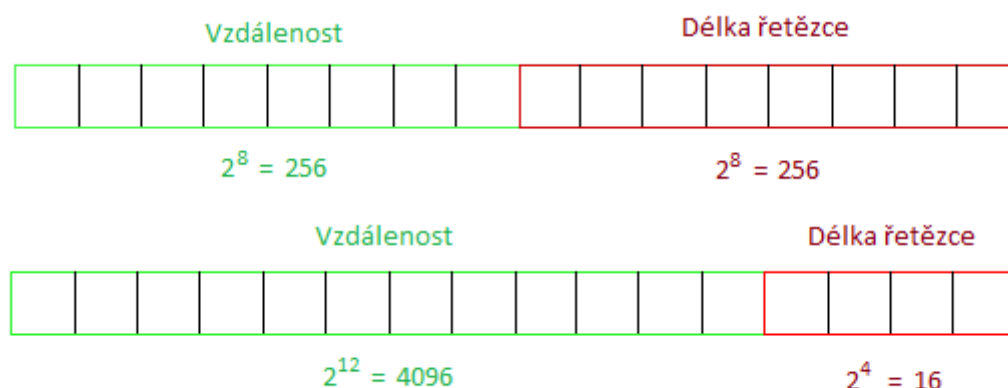 Vzdálenost Délka řetězce
2^8 = 256 2^8 = 256
Vzdálenost Délka řetězce
2^12 = 4096 2^4 = 16